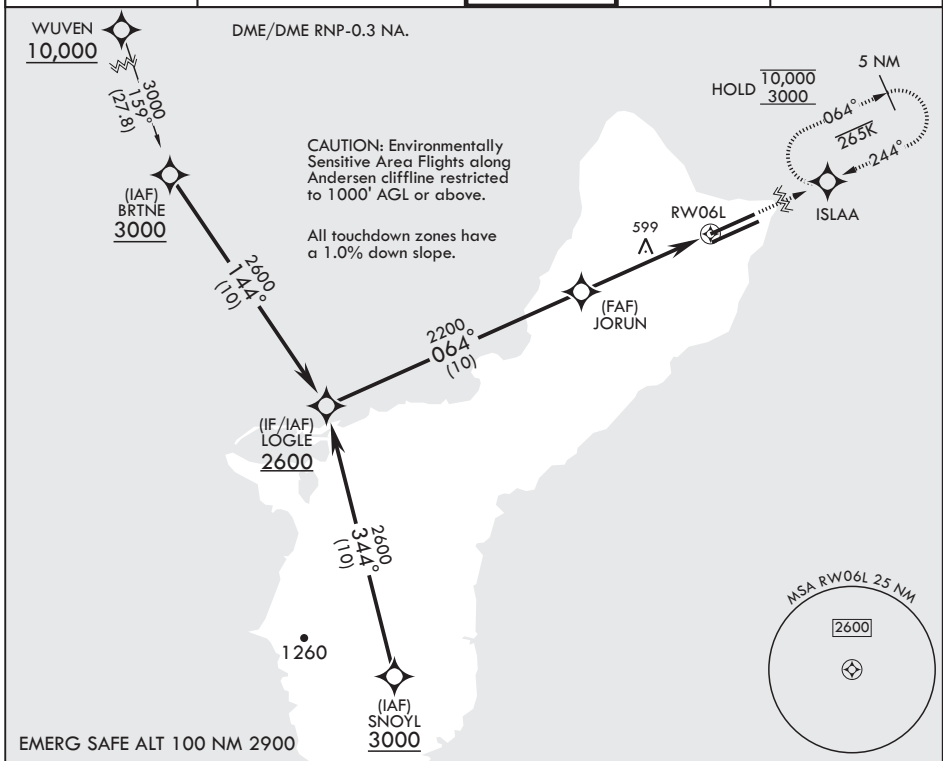 WUVEN
10,000
DME/DME RNP-0.3 NA.
3000
159°
(27.8)
HOLD
10,000
3000
5 NM
064°
265K
244°
ISLAA
CAUTION: Environmentally
Sensitive Area Flights along
Andersen cliffline restricted
to 1000' AGL or above.
All touchdown zones have
a 1.0% down slope.
(IAF)
BRTNE
3000
RW06L
599
2600
144°
(10)
(FAF)
JORUN
2200
064°
(10)
(IF/IAF)
LOGLE
2600
2600
344°
(10)
1260
(IAF)
SNOYL
3000
MSA RW06L 25 NM
2600
EMERG SAFE ALT 100 NM 2900